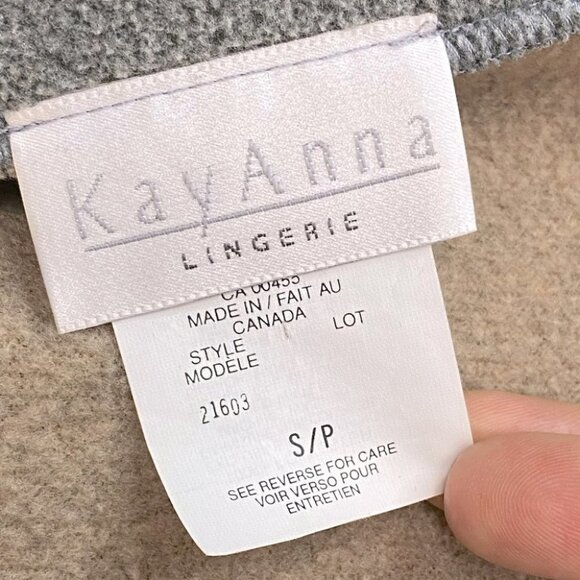 KayAnna
LINGERIE
CA 00455
MADE IN / FAIT AU
CANADA
STYLE LOT
MODÈLE
21603
S/P
SEE REVERSE FOR CARE
VOIR VERSO POUR
ENTRETIEN